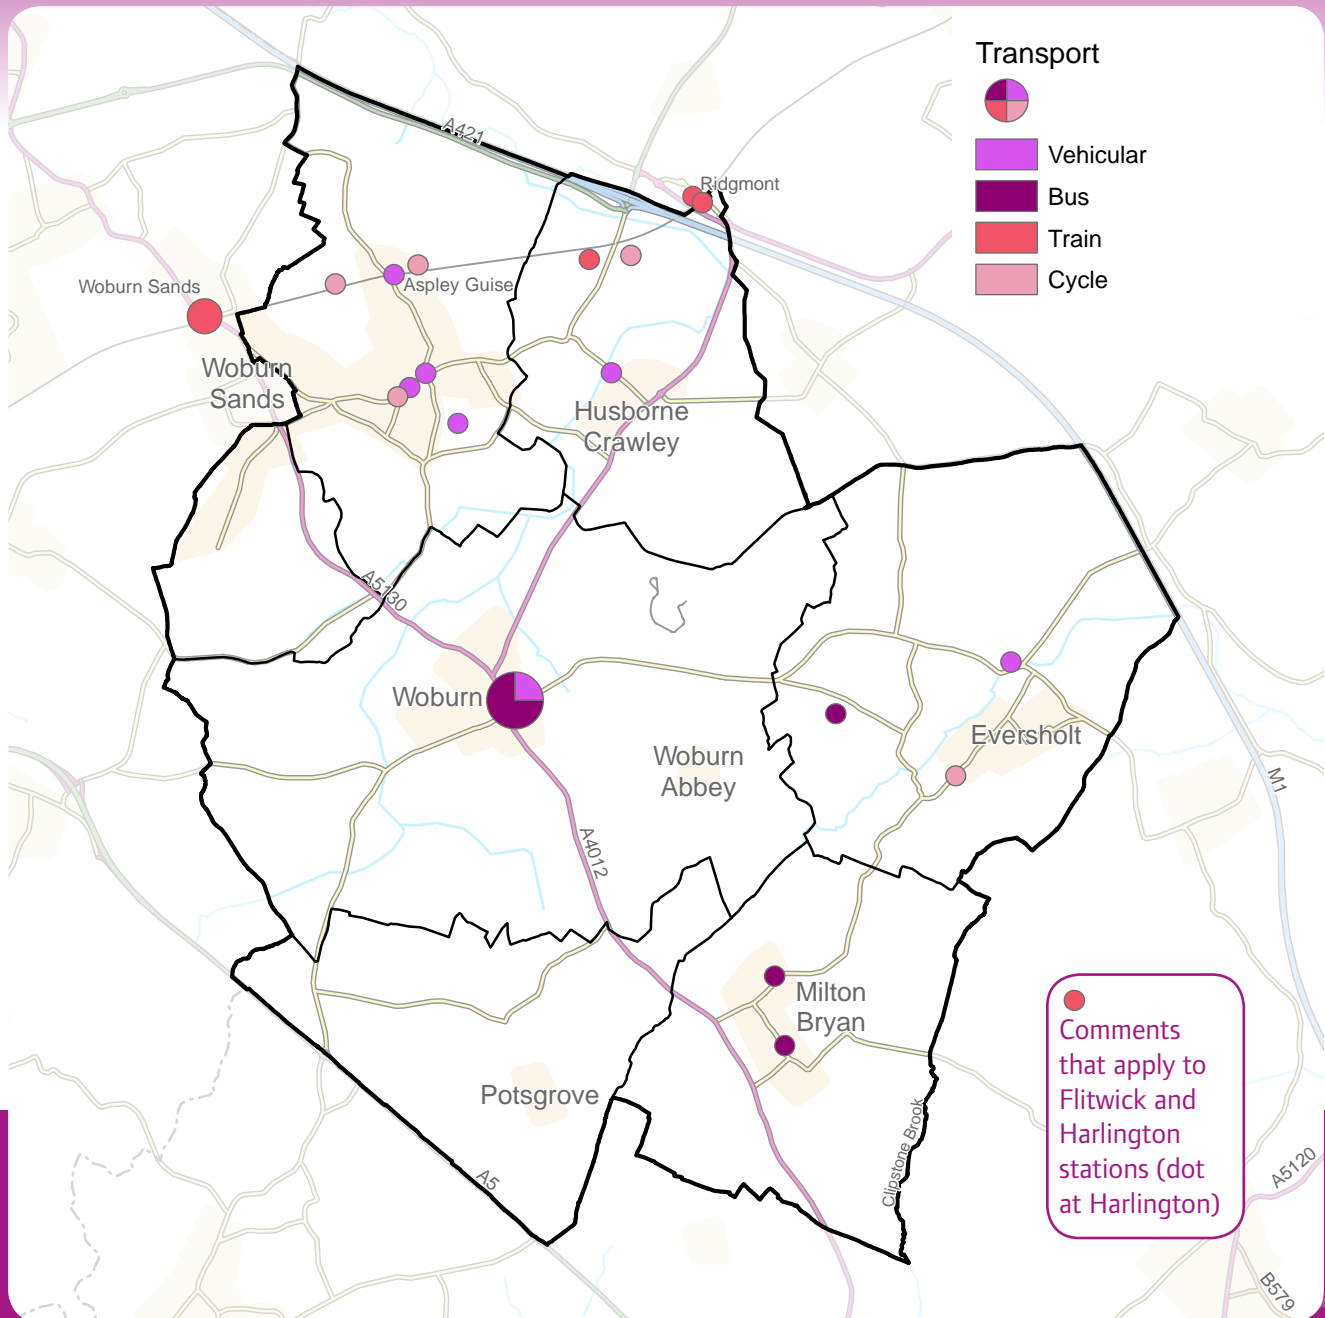 Transport
Vehicular
Bus
Train
Cycle
A421
Ridgmont
Woburn Sands
Aspley Guise
Woburn
Sands
Husborne
Crawley
A5130
Woburn
Woburn
Abbey
Eversholt
M1
A4012
Milton
Bryan
Potsgrove
Clipstone Brook
A5
Comments
that apply to
Flitwick and
Harlington
stations (dot
at Harlington)
A5120
B579